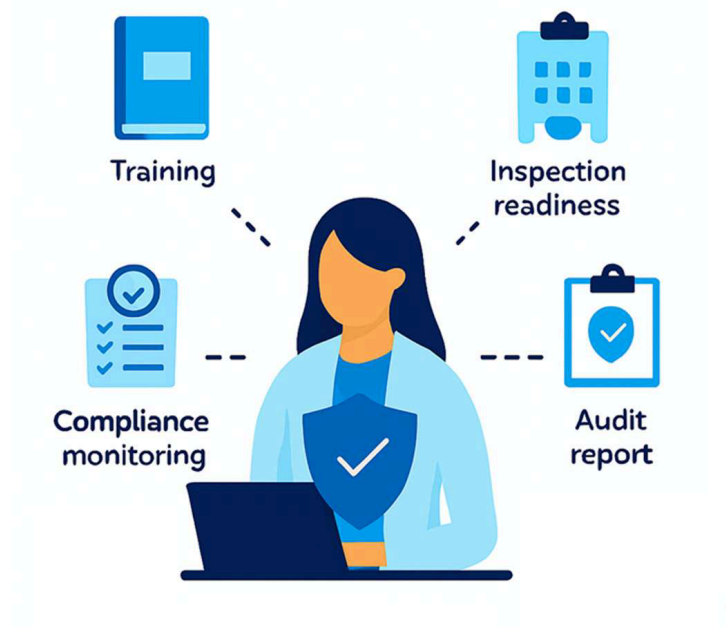 Training
Inspection
readiness
Compliance
monitoring
Audit
report